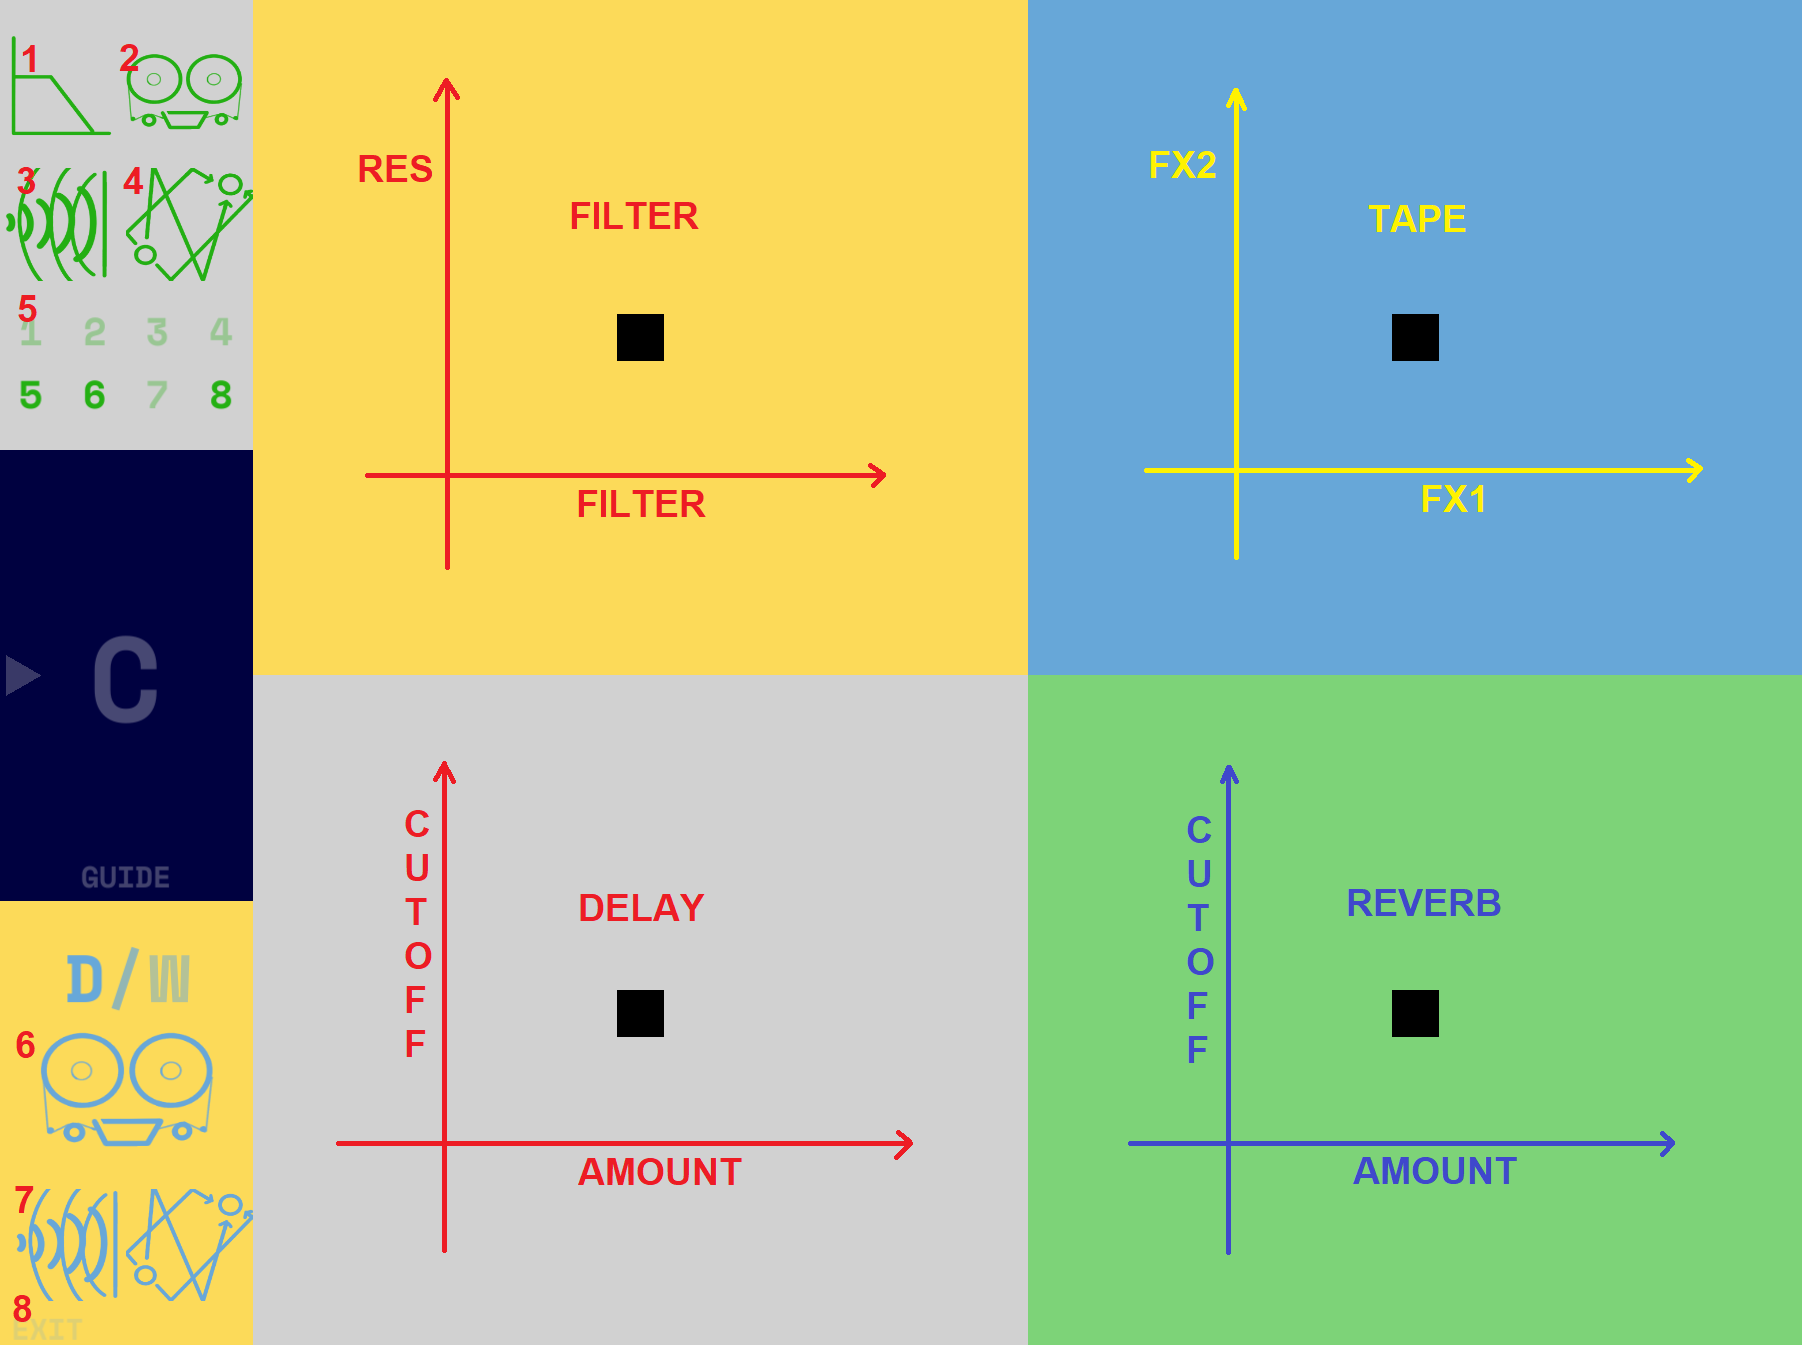 1 2
3 4
5
1 2 3 4
5 6 7 8
C
GUIDE
D/W
6
7
8
EXIT
RES
FILTER
FILTER
FX2
TAPE
FX1
CUTOFF
DELAY
AMOUNT
CUTOFF
REVERB
AMOUNT